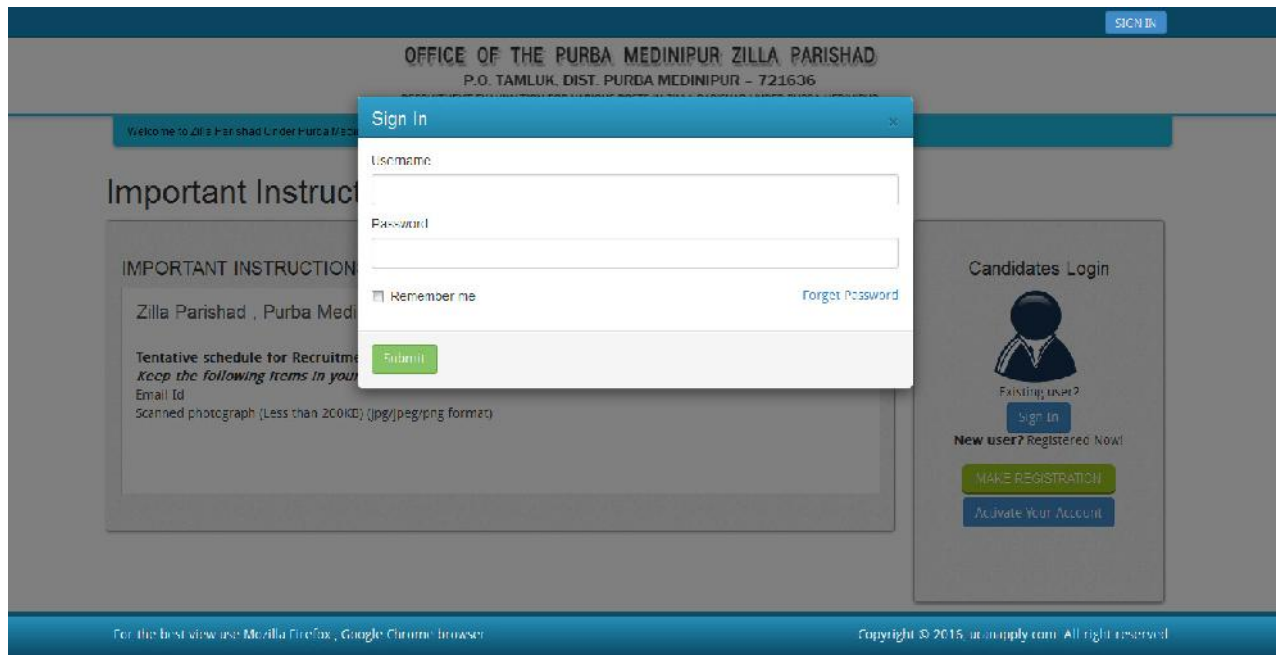 SIGN IN
OFFICE OF THE PURBA MEDINIPUR ZILLA PARISHAD
P.O. TAMLUK, DIST. PURBA MEDINIPUR – 721636
Sign In
×
Welcome to Zilla Parishad Under Purba
Username
Important Instruct
Password
IMPORTANT INSTRUCTION
Remember me
Forget Password
Zilla Parishad , Purba Medi
Submit
Tentative schedule for Recruitme
Keep the following items in your
Email Id
Scanned photograph (Less than 200KB) (jpg/jpeg/png format)
Candidates Login
Existing user?
Sign In
New user? Registered Now!
MAKE REGISTRATION
Activate Your Account
For the best view use Mozilla Firefox , Google Chrome browser
Copyright © 2016, ucanapply.com. All right reserved